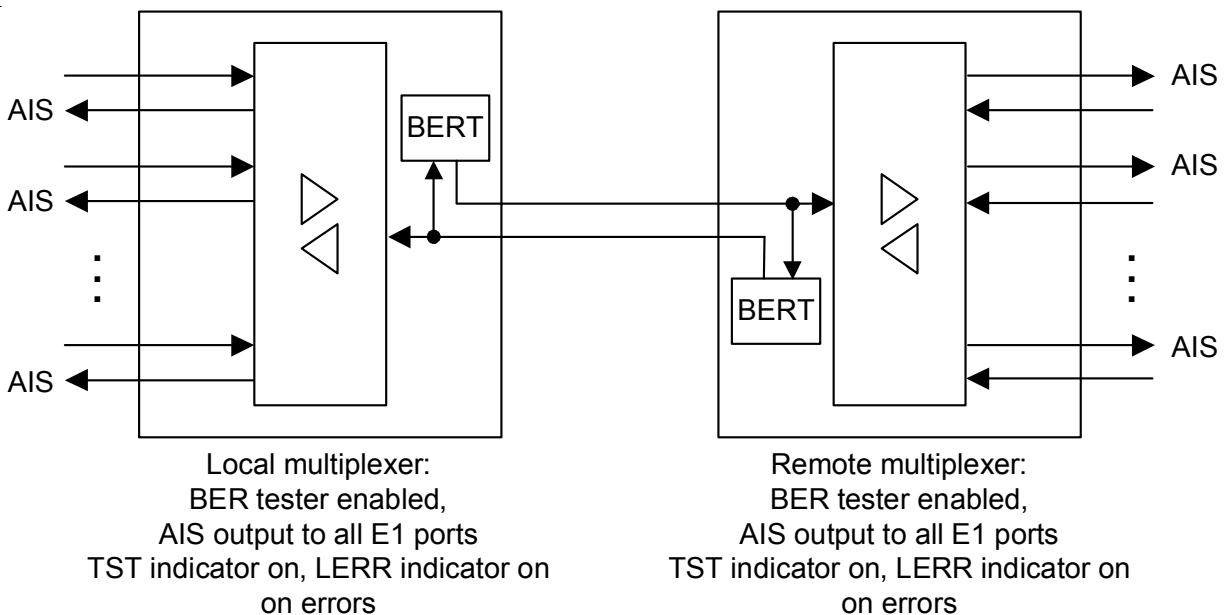 AIS
AIS
AIS
BERT
BERT
AIS
AIS
AIS
Local multiplexer:
BER tester enabled,
AIS output to all E1 ports
TST indicator on, LERR indicator on
on errors
Remote multiplexer:
BER tester enabled,
AIS output to all E1 ports
TST indicator on, LERR indicator on
on errors